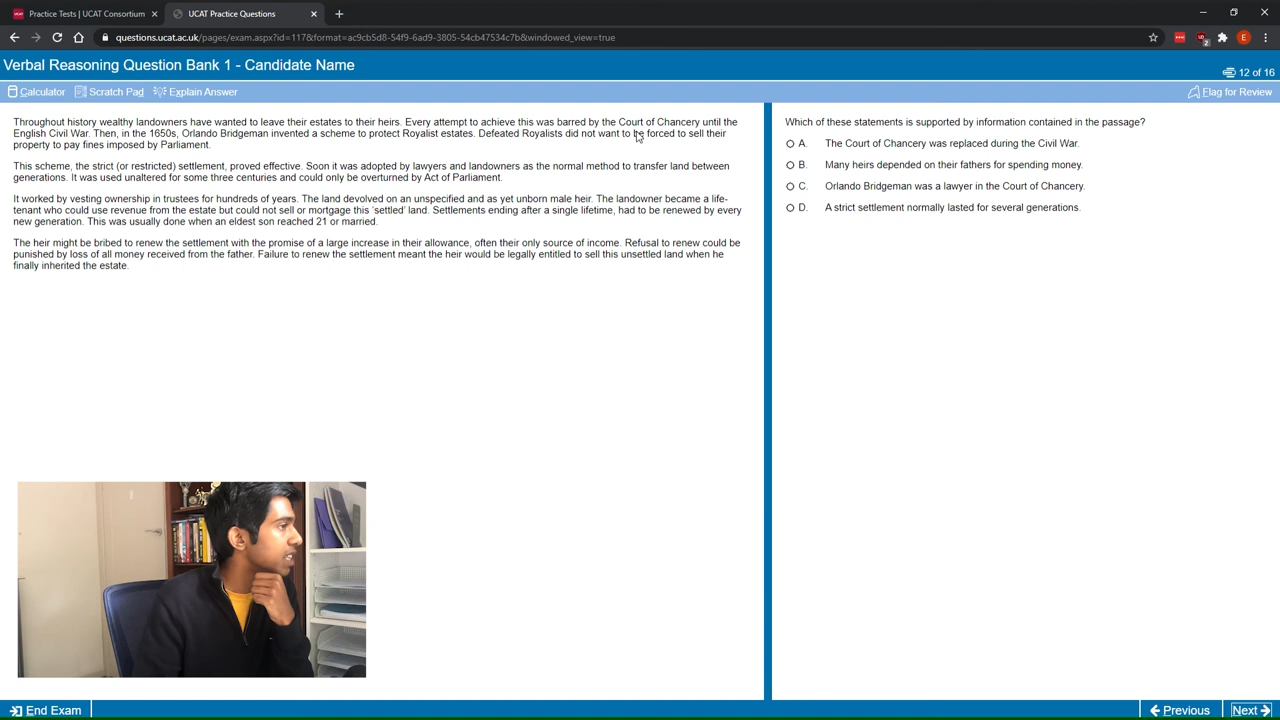 Practice Tests | UCAT Consortium
UCAT Practice Questions
questions.ucat.ac.uk/pages/exam.aspx?id=117&format=ac9cb5d8-54f9-6ad9-3805-54cb47534c7b&windowed_view=true
Verbal Reasoning Question Bank 1 - Candidate Name
12 of 16
Calculator Scratch Pad Explain Answer
Flag for Review
Throughout history wealthy landowners have wanted to leave their estates to their heirs. Every attempt to achieve this was barred by the Court of Chancery until the
English Civil War. Then, in the 1650s, Orlando Bridgeman invented a scheme to protect Royalist estates. Defeated Royalists did not want to be forced to sell their
property to pay fines imposed by Parliament.
This scheme, the strict (or restricted) settlement, proved effective. Soon it was adopted by lawyers and landowners as the normal method to transfer land between
generations. It was used unaltered for some three centuries and could only be overturned by Act of Parliament.
It worked by vesting ownership in trustees for hundreds of years. The land devolved on an unspecified and as yet unborn male heir. The landowner became a life-
tenant who could use revenue from the estate but could not sell or mortgage this 'settled' land. Settlements ending after a single lifetime, had to be renewed by every
new generation. This was usually done when an eldest son reached 21 or married.
The heir might be bribed to renew the settlement with the promise of a large increase in their allowance, often their only source of income. Refusal to renew could be
punished by loss of all money received from the father. Failure to renew the settlement meant the heir would be legally entitled to sell this unsettled land when he
finally inherited the estate.
Which of these statements is supported by information contained in the passage?
A. The Court of Chancery was replaced during the Civil War.
B. Many heirs depended on their fathers for spending money.
C. Orlando Bridgeman was a lawyer in the Court of Chancery.
D. A strict settlement normally lasted for several generations.
End Exam
Previous
Next